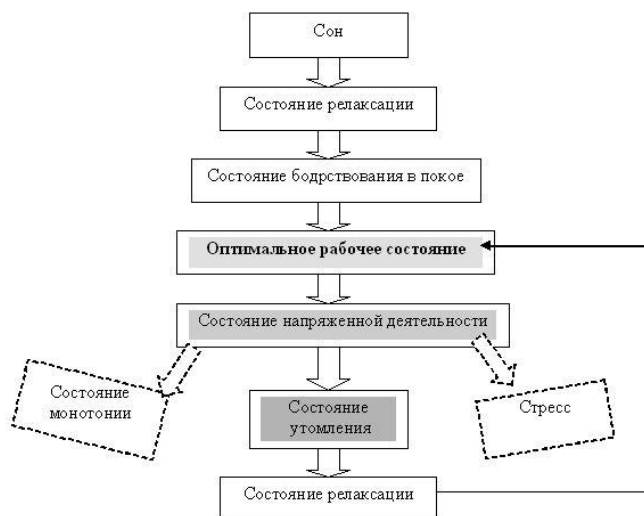 Сон
Состояние релаксации
Состояние бодрствования в покое
Оптимальное рабочее состояние
Состояние напряженной деятельности
Состояние
монотонии
Состояние
утомления
Стресс
Состояние релаксации